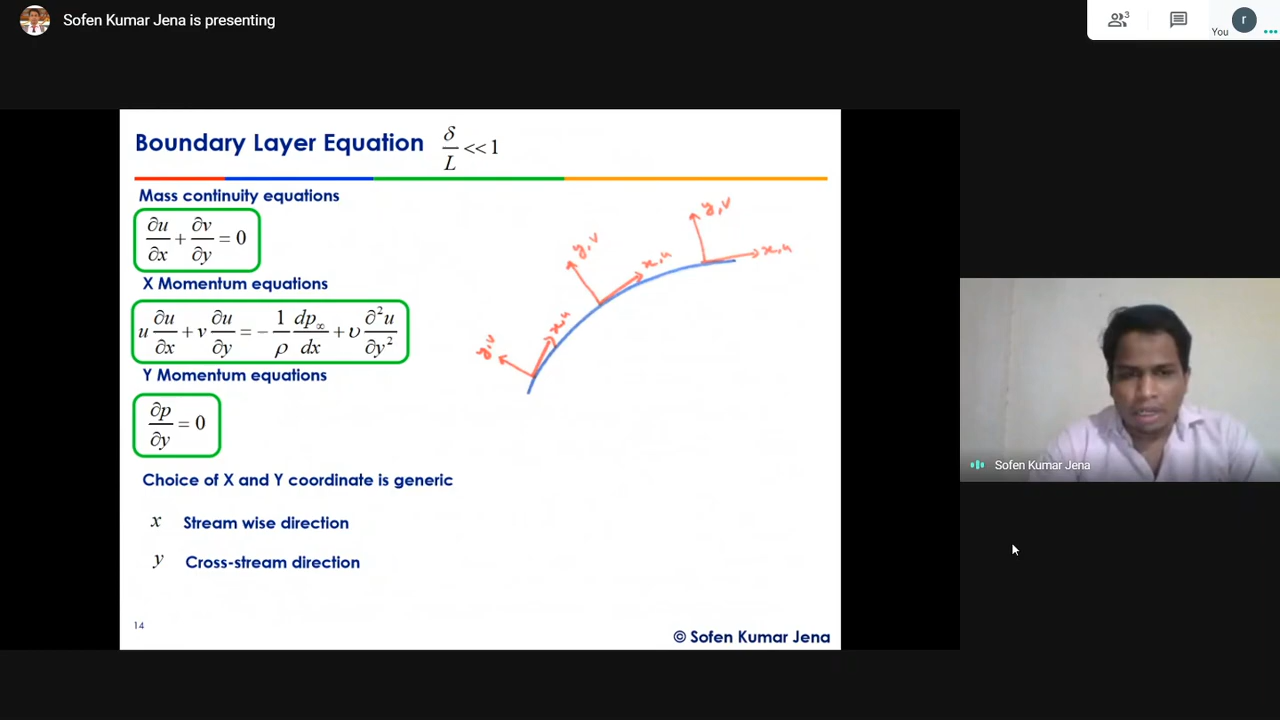 Sofen Kumar Jena is presenting
3
You
r
Boundary Layer Equation δ/L << 1
Mass continuity equations
∂u/∂x + ∂v/∂y = 0
X Momentum equations
u ∂u/∂x + v ∂u/∂y = - 1/ρ dp∞/dx + υ ∂²u/∂y²
Y Momentum equations
∂p/∂y = 0
y,v
x,u
y,v
x,u
y,v
x,u
Choice of X and Y coordinate is generic
x Stream wise direction
y Cross-stream direction
14
© Sofen Kumar Jena
Sofen Kumar Jena